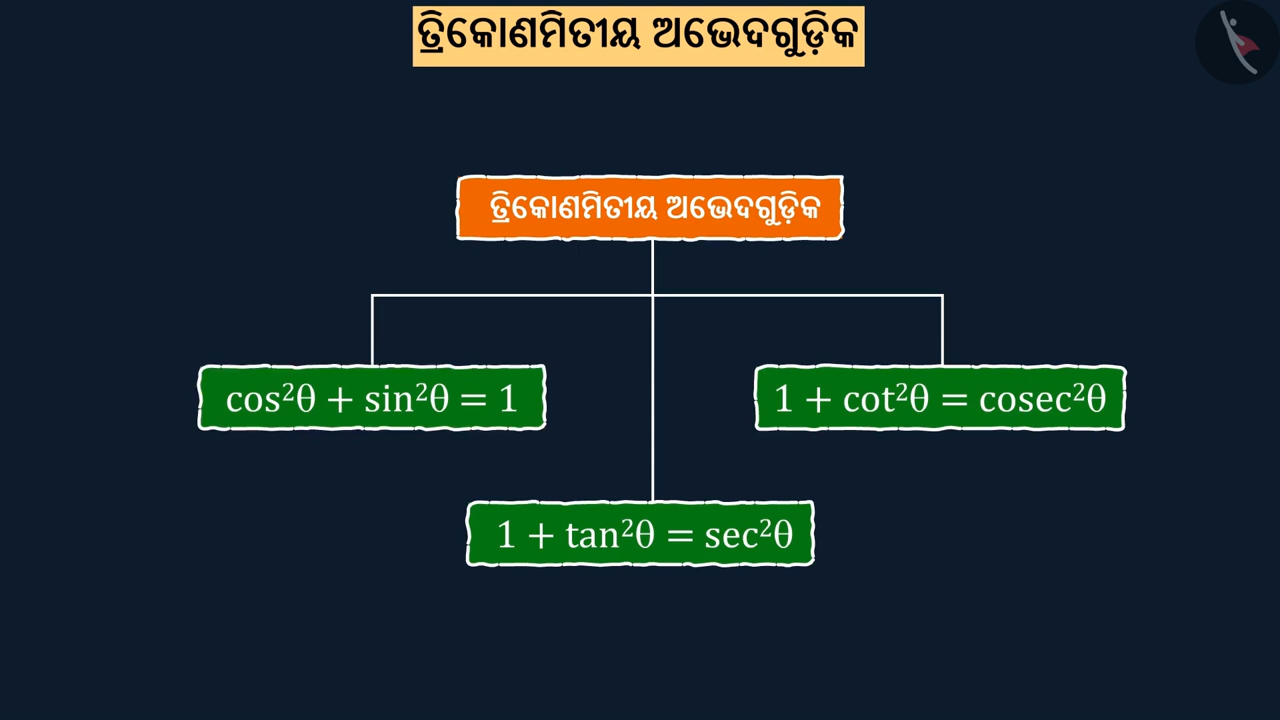 ତ୍ରିକୋଣମିତୀୟ ଅଭେଦଗୁଡ଼ିକ
ତ୍ରିକୋଣମିତୀୟ ଅଭେଦଗୁଡ଼ିକ
cos²θ + sin²θ = 1
1 + cot²θ = cosec²θ
1 + tan²θ = sec²θ